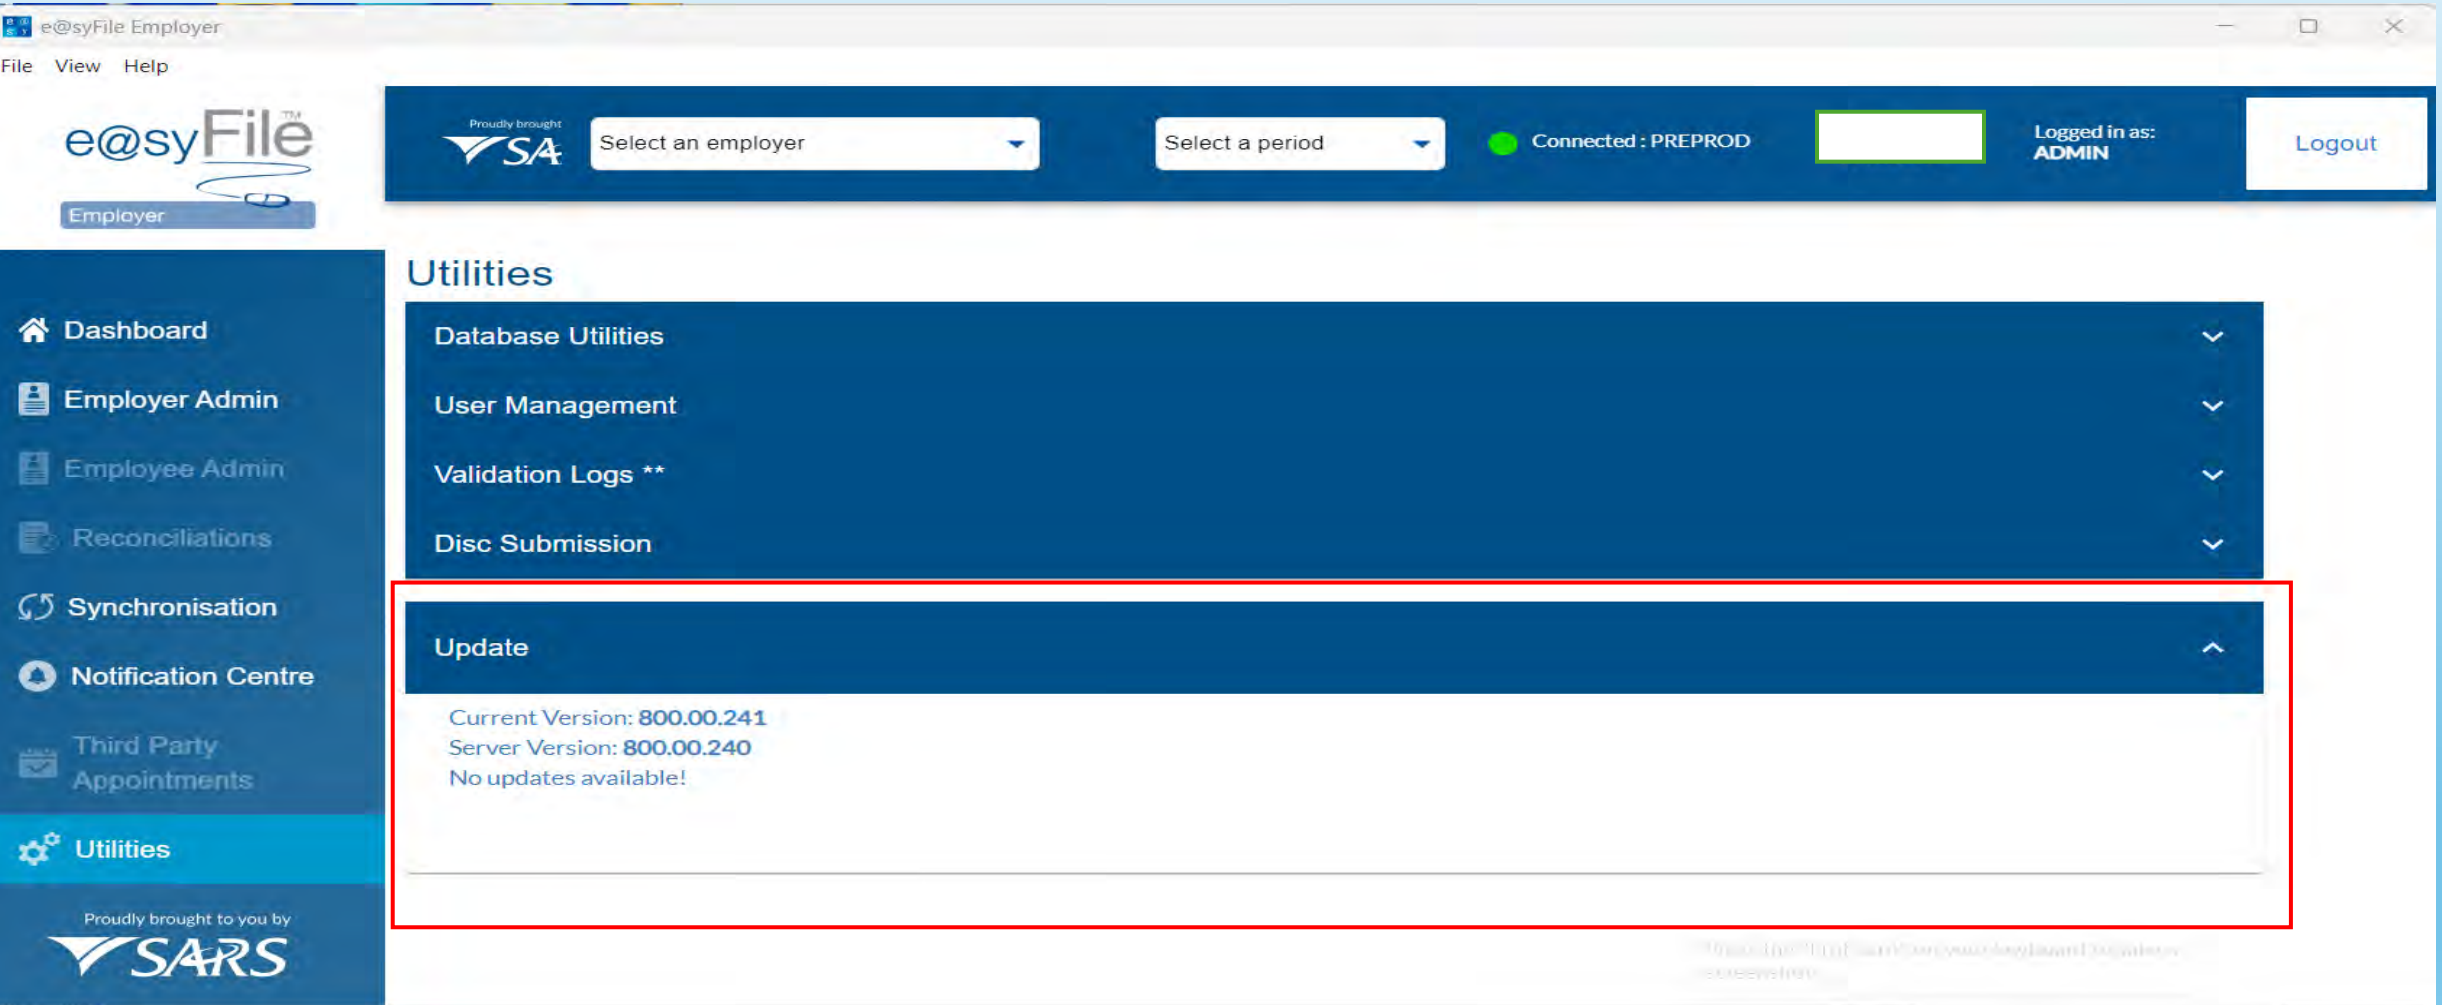 e@syFile Employer
File View Help
e@syFile™
Employer
Proudly brought
SA
Select an employer
Select a period
Connected : PREPROD
Logged in as:
ADMIN
Logout
Utilities
Dashboard
Employer Admin
Employee Admin
Reconciliations
Synchronisation
Notification Centre
Third Party
Appointments
Utilities
Proudly brought to you by
SARS
Database Utilities
User Management
Validation Logs **
Disc Submission
Update
Current Version: 800.00.241
Server Version: 800.00.240
No updates available!